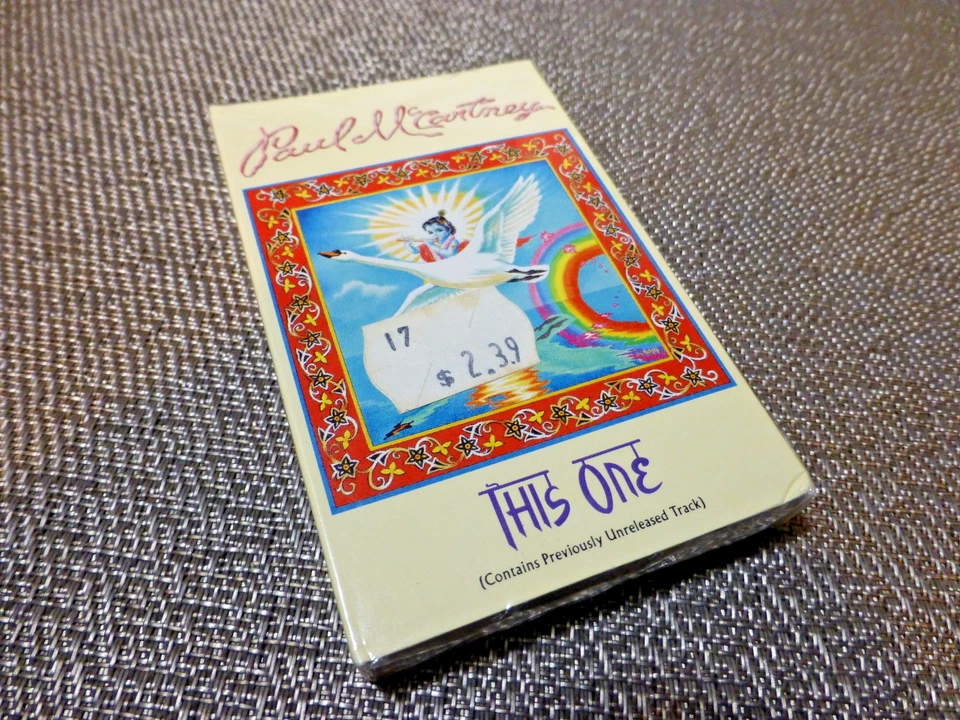 Paul McCartney
17
$ 2.39
THIS ONE
(Contains Previously Unreleased Track)